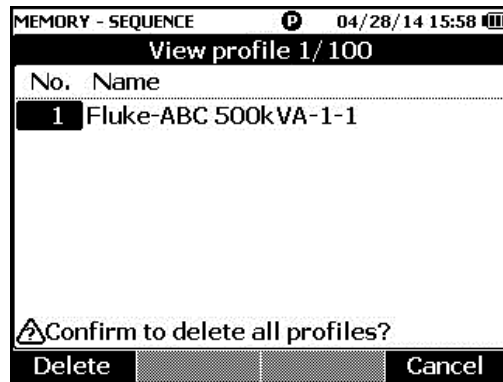 MEMORY - SEQUENCE P 04/28/14 15:58
View profile 1/100
No. Name
1 Fluke-ABC 500kVA-1-1
Confirm to delete all profiles?
Delete Cancel